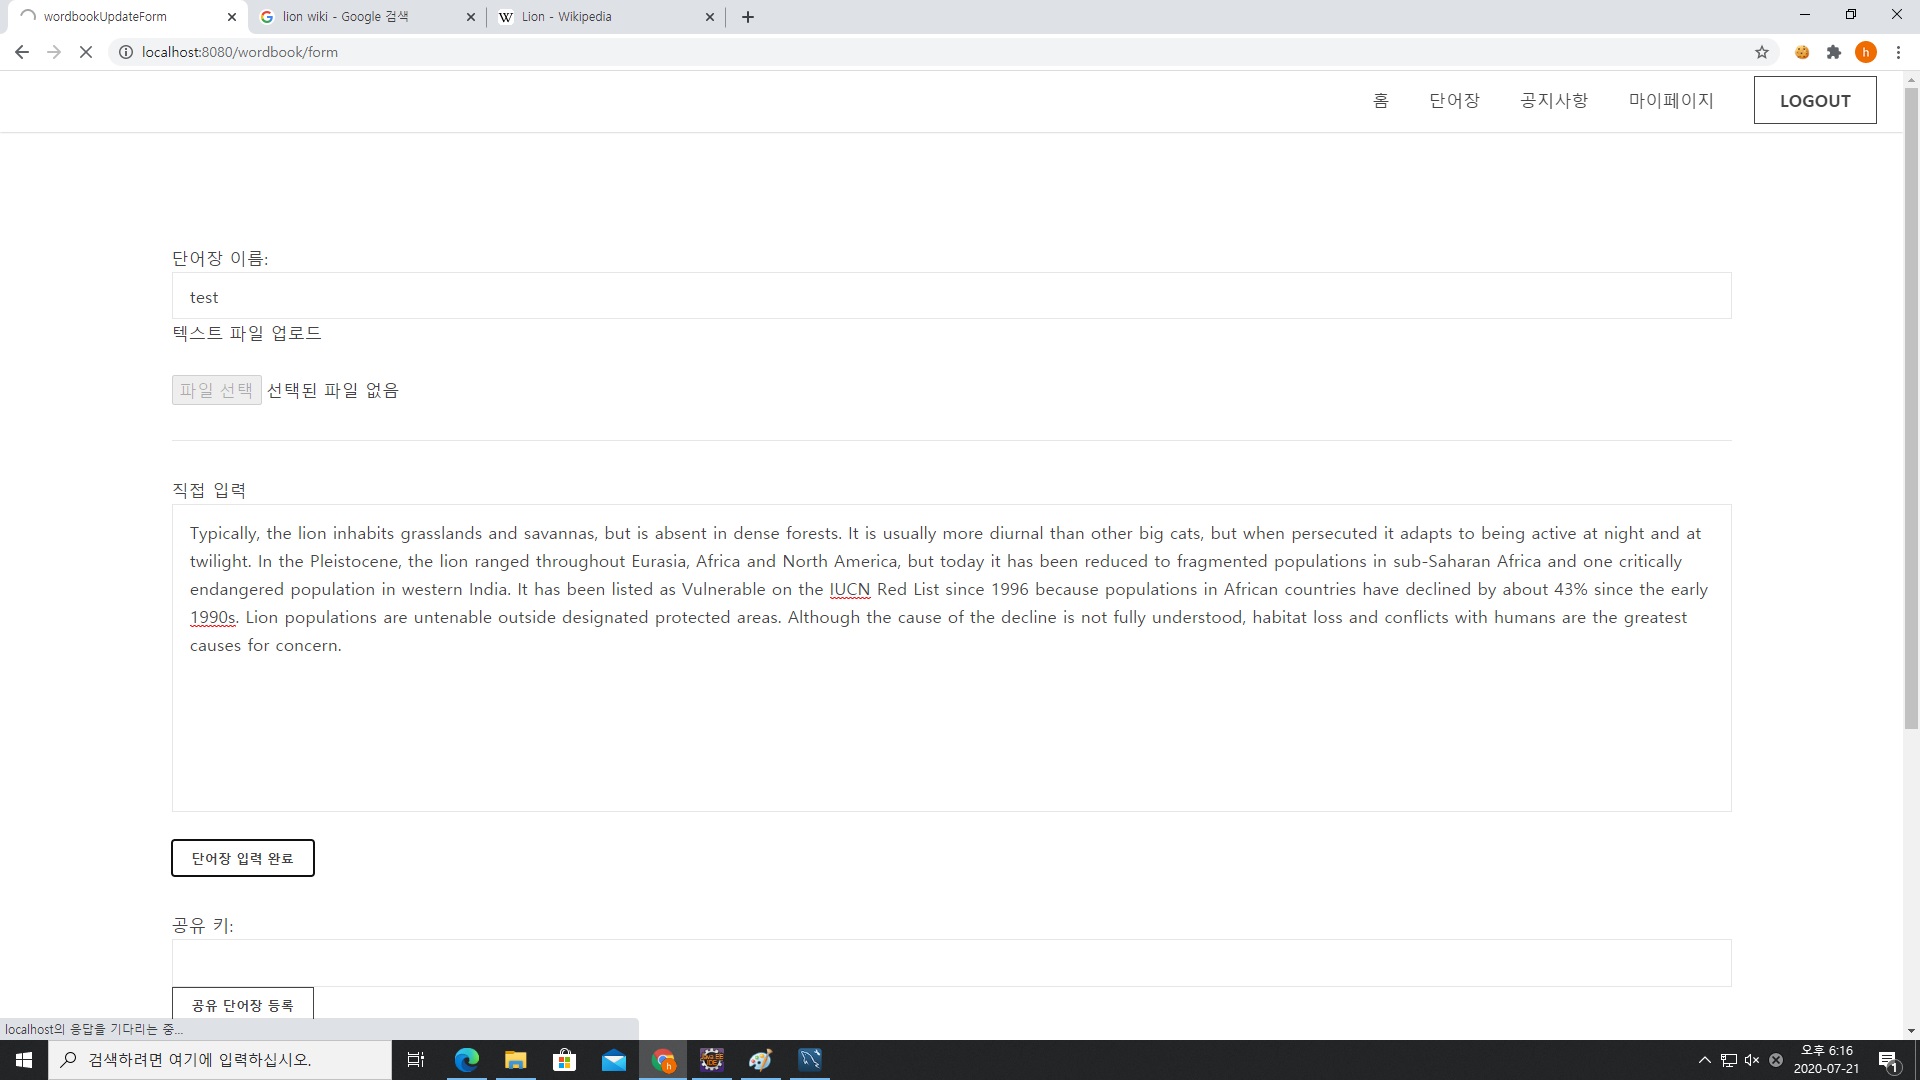 wordbookUpdateForm
lion wiki - Google 검색
W Lion - Wikipedia
localhost:8080/wordbook/form
h
홈 단어장 공지사항 마이페이지 LOGOUT
단어장 이름:
test
텍스트 파일 업로드
파일 선택 선택된 파일 없음
직접 입력
Typically, the lion inhabits grasslands and savannas, but is absent in dense forests. It is usually more diurnal than other big cats, but when persecuted it adapts to being active at night and at
twilight. In the Pleistocene, the lion ranged throughout Eurasia, Africa and North America, but today it has been reduced to fragmented populations in sub-Saharan Africa and one critically
endangered population in western India. It has been listed as Vulnerable on the IUCN Red List since 1996 because populations in African countries have declined by about 43% since the early
1990s. Lion populations are untenable outside designated protected areas. Although the cause of the decline is not fully understood, habitat loss and conflicts with humans are the greatest
causes for concern.
단어장 입력 완료
공유 키:
공유 단어장 등록
localhost의 응답을 기다리는 중...
검색하려면 여기에 입력하십시오.
h
Java EE
IDE
오후 6:16
2020-07-21
1